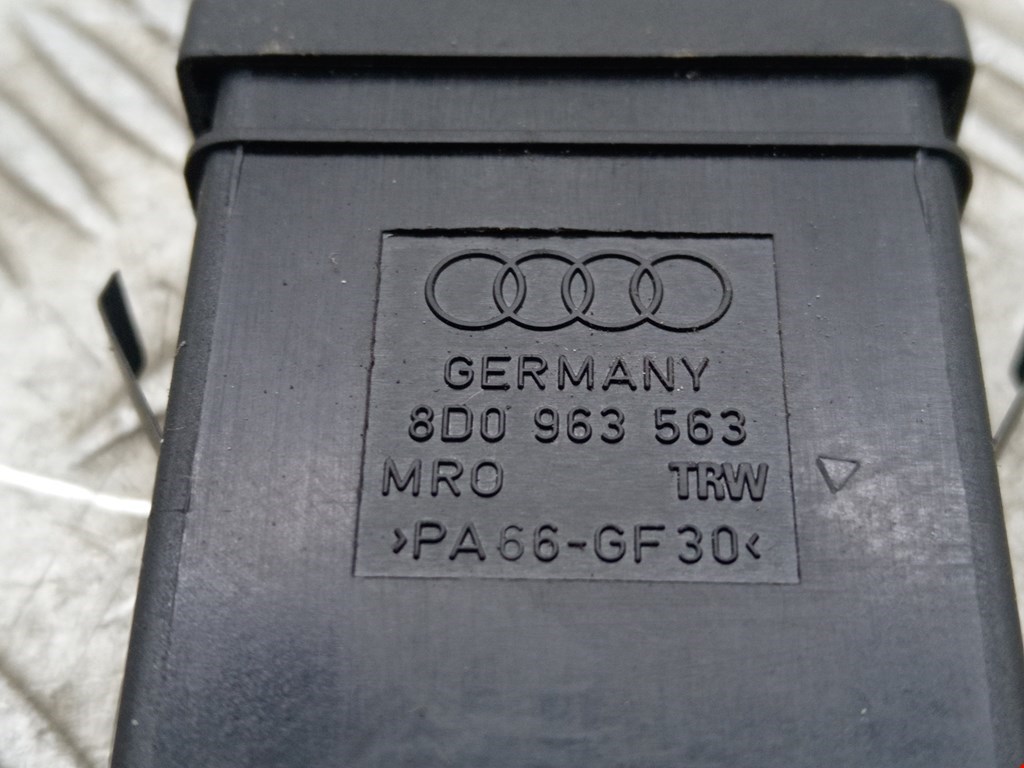 GERMANY
8D0 963 563
MRO TRW
>PA66-GF30<